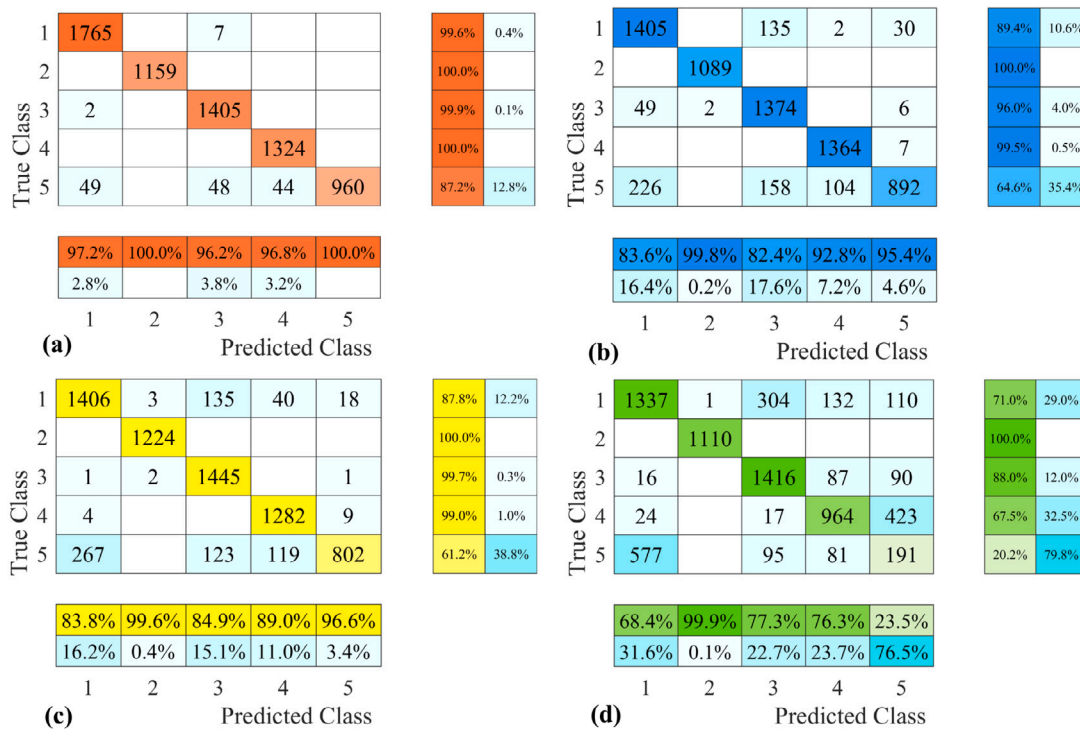 1 1765 7 99.6% 0.4%
2 1159 100.0%
3 2 1405 99.9% 0.1%
4 1324 100.0%
5 49 48 44 960 87.2% 12.8%
True Class
97.2% 100.0% 96.2% 96.8% 100.0%
2.8% 3.8% 3.2%
1 2 3 4 5
(a) Predicted Class
1 1405 135 2 30 89.4% 10.6%
2 1089 100.0%
3 49 2 1374 6 96.0% 4.0%
4 1364 7 99.5% 0.5%
5 226 158 104 892 64.6% 35.4%
True Class
83.6% 99.8% 82.4% 92.8% 95.4%
16.4% 0.2% 17.6% 7.2% 4.6%
1 2 3 4 5
(b) Predicted Class
1 1406 3 135 40 18 87.8% 12.2%
2 1224 100.0%
3 1 2 1445 1 99.7% 0.3%
4 4 1282 9 99.0% 1.0%
5 267 123 119 802 61.2% 38.8%
True Class
83.8% 99.6% 84.9% 89.0% 96.6%
16.2% 0.4% 15.1% 11.0% 3.4%
1 2 3 4 5
(c) Predicted Class
1 1337 1 304 132 110 71.0% 29.0%
2 1110 100.0%
3 16 1416 87 90 88.0% 12.0%
4 24 17 964 423 67.5% 32.5%
5 577 95 81 191 20.2% 79.8%
True Class
68.4% 99.9% 77.3% 76.3% 23.5%
31.6% 0.1% 22.7% 23.7% 76.5%
1 2 3 4 5
(d) Predicted Class